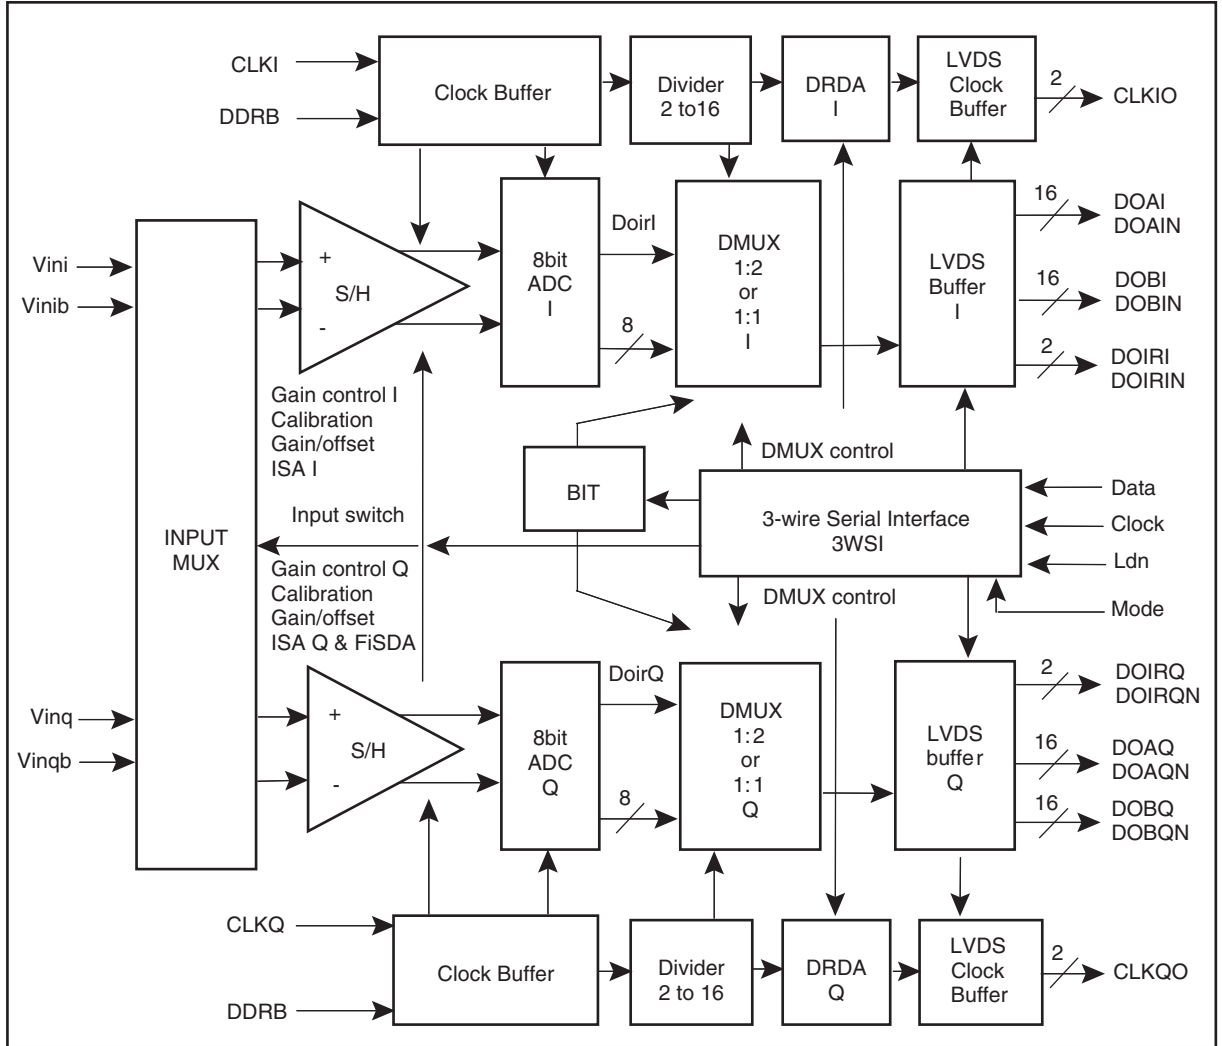 CLKI
DDRB
Clock Buffer
Divider
2 to16
DRDA
I
LVDS
Clock
Buffer
2
CLKIO
Vini
Vinib
+
S/H
-
8bit
ADC
I
DoirI
8
DMUX
1:2
or
1:1
I
LVDS
Buffer
I
16
DOAI
DOAIN
16
DOBI
DOBIN
2
DOIRI
DOIRIN
Gain control I
Calibration
Gain/offset
ISA I
Input switch
INPUT
MUX
BIT
DMUX control
3-wire Serial Interface
3WSI
DMUX control
Data
Clock
Ldn
Mode
Gain control Q
Calibration
Gain/offset
ISA Q & FiSDA
Vinq
Vinqb
+
S/H
-
8bit
ADC
Q
DoirQ
8
DMUX
1:2
or
1:1
Q
LVDS
buffer
Q
2
DOIRQ
DOIRQN
16
DOAQ
DOAQN
16
DOBQ
DOBQN
CLKQ
DDRB
Clock Buffer
Divider
2 to 16
DRDA
Q
LVDS
Clock
Buffer
2
CLKQO